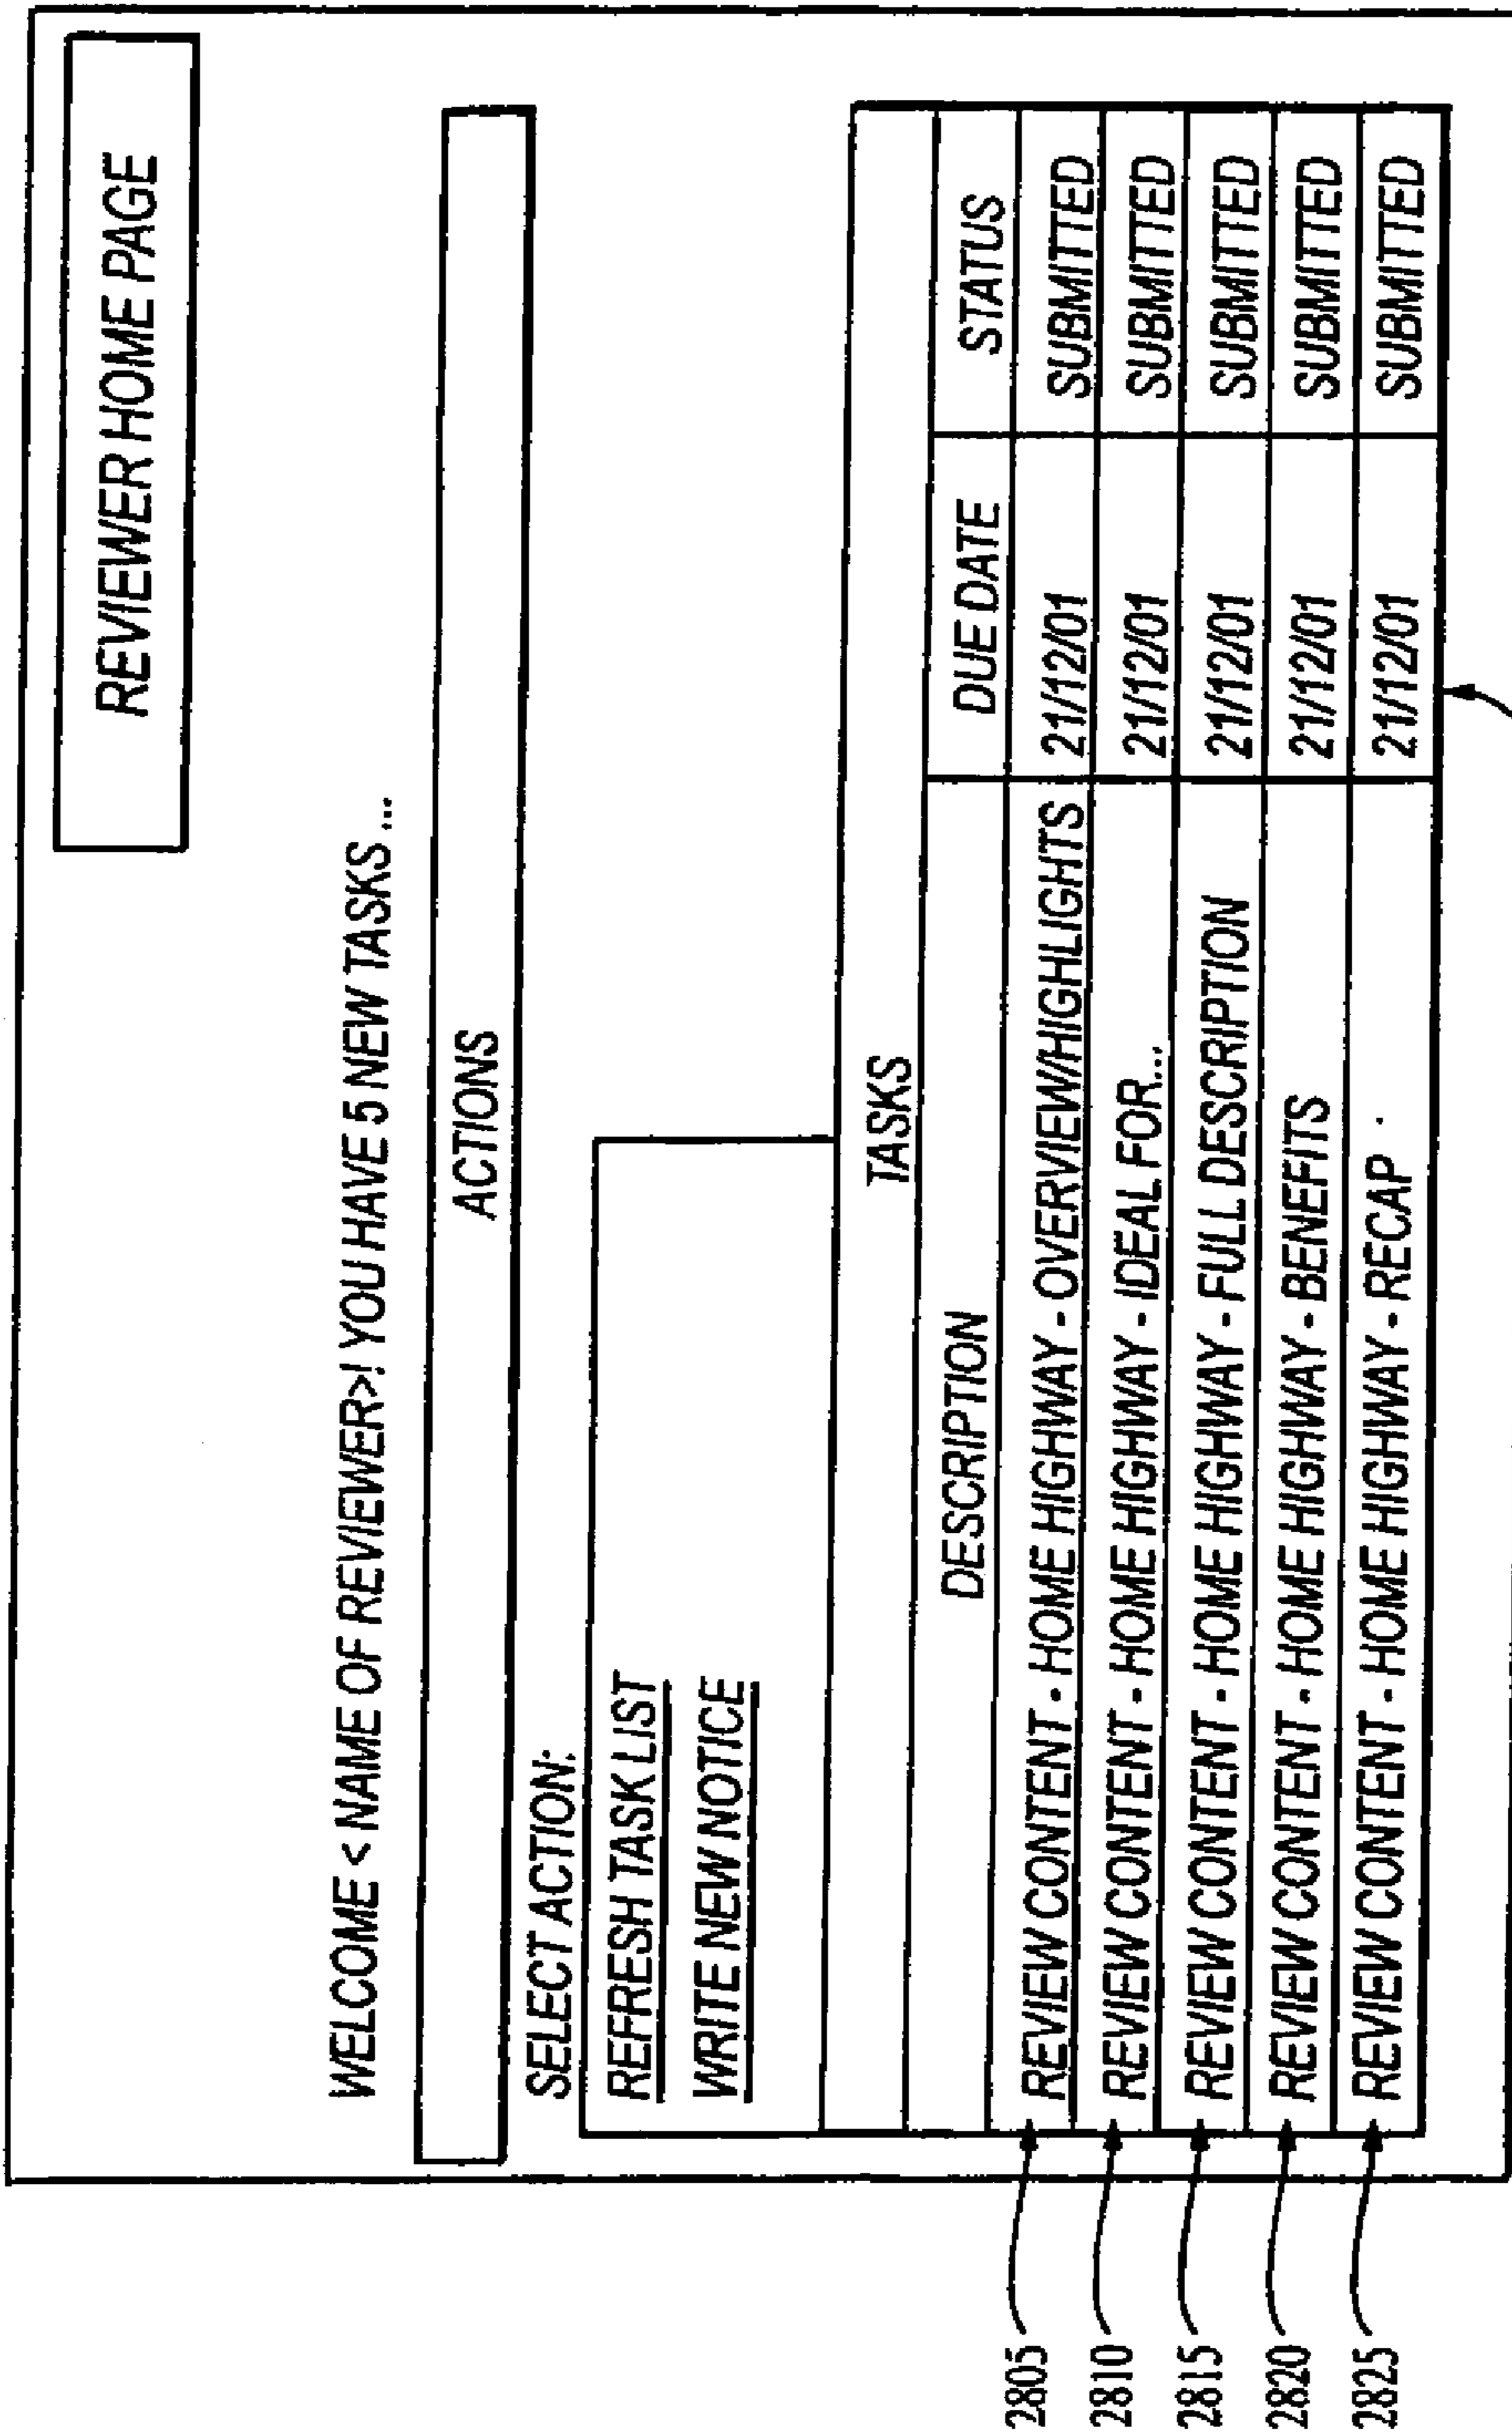 REVIEWER HOME PAGE
WELCOME < NAME OF REVIEWER>! YOU HAVE 5 NEW TASKS ...
ACTIONS
SELECT ACTION:
REFRESH TASK LIST
WRITE NEW NOTICE
TASKS
DESCRIPTION DUE DATE STATUS
2805 REVIEW CONTENT - HOME HIGHWAY - OVERVIEW/HIGHLIGHTS 21/12/01 SUBMITTED
2810 REVIEW CONTENT - HOME HIGHWAY - IDEAL FOR... 21/12/01 SUBMITTED
2815 REVIEW CONTENT - HOME HIGHWAY - FULL DESCRIPTION 21/12/01 SUBMITTED
2820 REVIEW CONTENT - HOME HIGHWAY - BENEFITS 21/12/01 SUBMITTED
2825 REVIEW CONTENT - HOME HIGHWAY - RECAP . 21/12/01 SUBMITTED